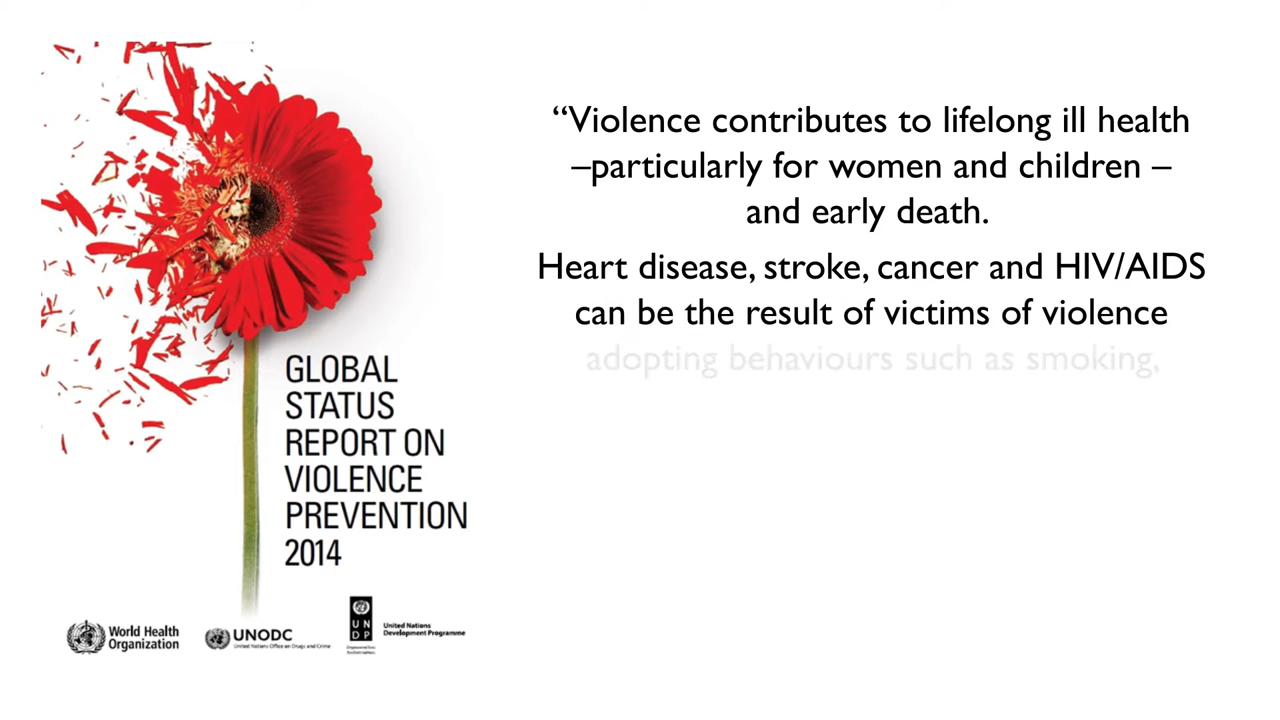 “Violence contributes to lifelong ill health
–particularly for women and children –
and early death.
Heart disease, stroke, cancer and HIV/AIDS
can be the result of victims of violence
adopting behaviours such as smoking,
GLOBAL
STATUS
REPORT ON
VIOLENCE
PREVENTION
2014
World Health
Organization
UNODC
United Nations Office on Drugs and Crime
U N
D P
United Nations
Development Programme